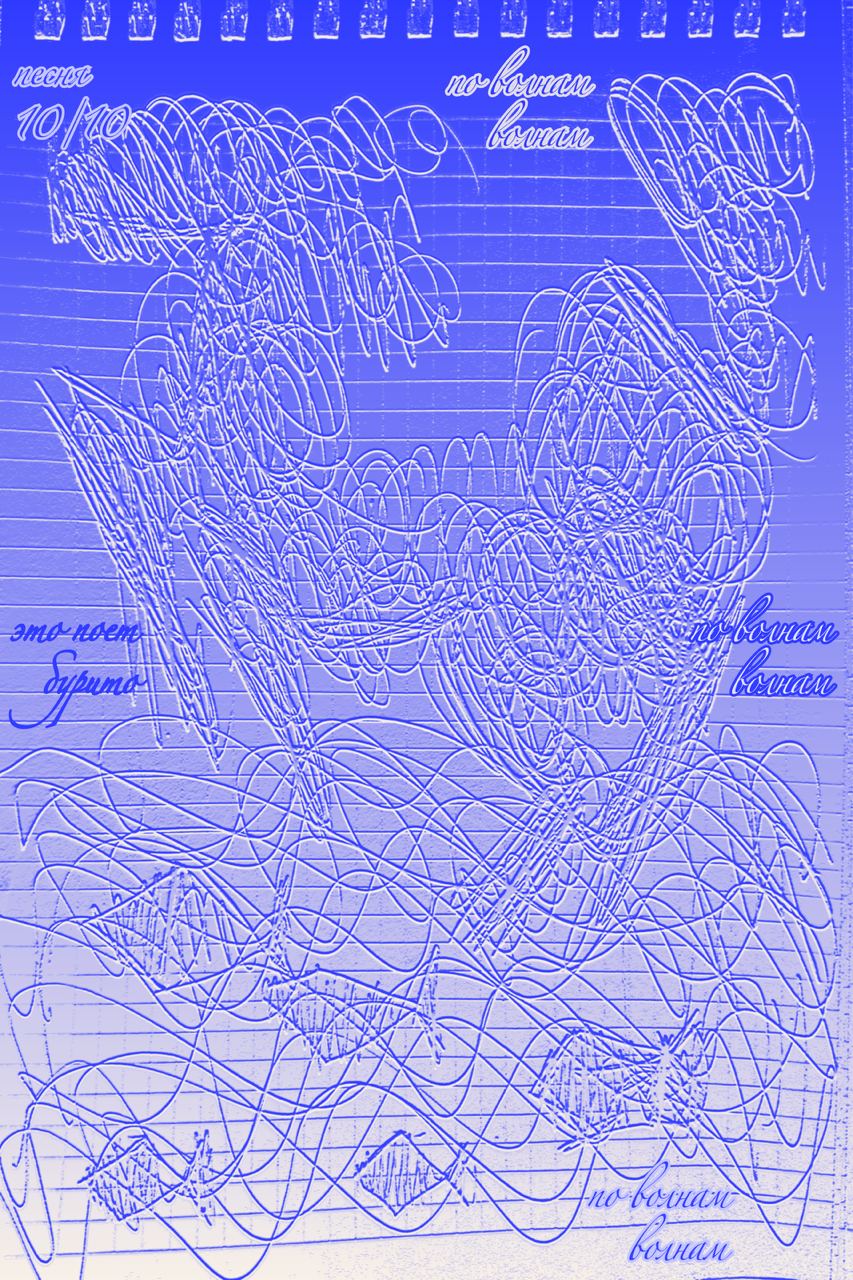 песня
10/10
по волнам
волнам
это поет
бурито
по волнам
волнам
по волнам
волнам